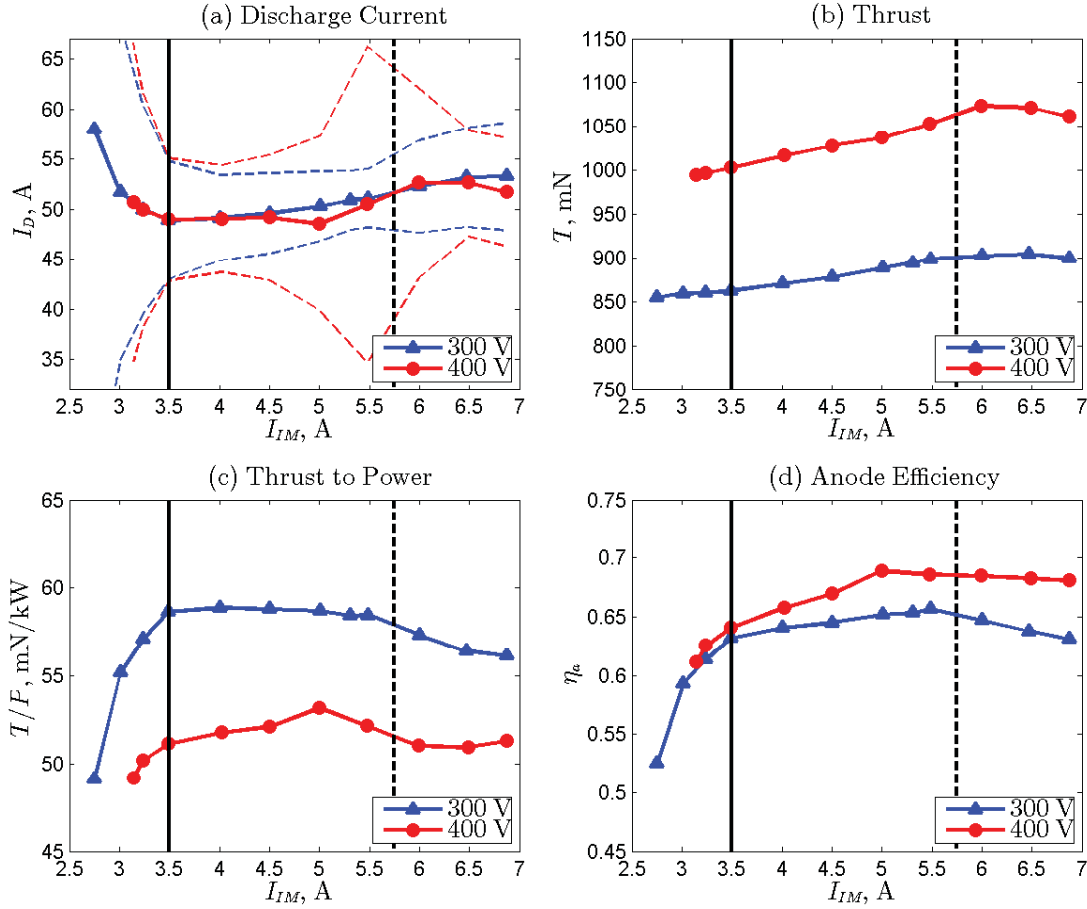 (a) Discharge Current
65
60
55
50
45
40
35
I_D, A
300 V
400 V
2.5 3 3.5 4 4.5 5 5.5 6 6.5 7
I_IM, A
(b) Thrust
1150
1100
1050
1000
950
900
850
800
750
T, mN
300 V
400 V
2.5 3 3.5 4 4.5 5 5.5 6 6.5 7
I_IM, A
(c) Thrust to Power
65
60
55
50
45
T/P, mN/kW
300 V
400 V
2.5 3 3.5 4 4.5 5 5.5 6 6.5 7
I_IM, A
(d) Anode Efficiency
0.75
0.7
0.65
0.6
0.55
0.5
0.45
η_a
300 V
400 V
2.5 3 3.5 4 4.5 5 5.5 6 6.5 7
I_IM, A